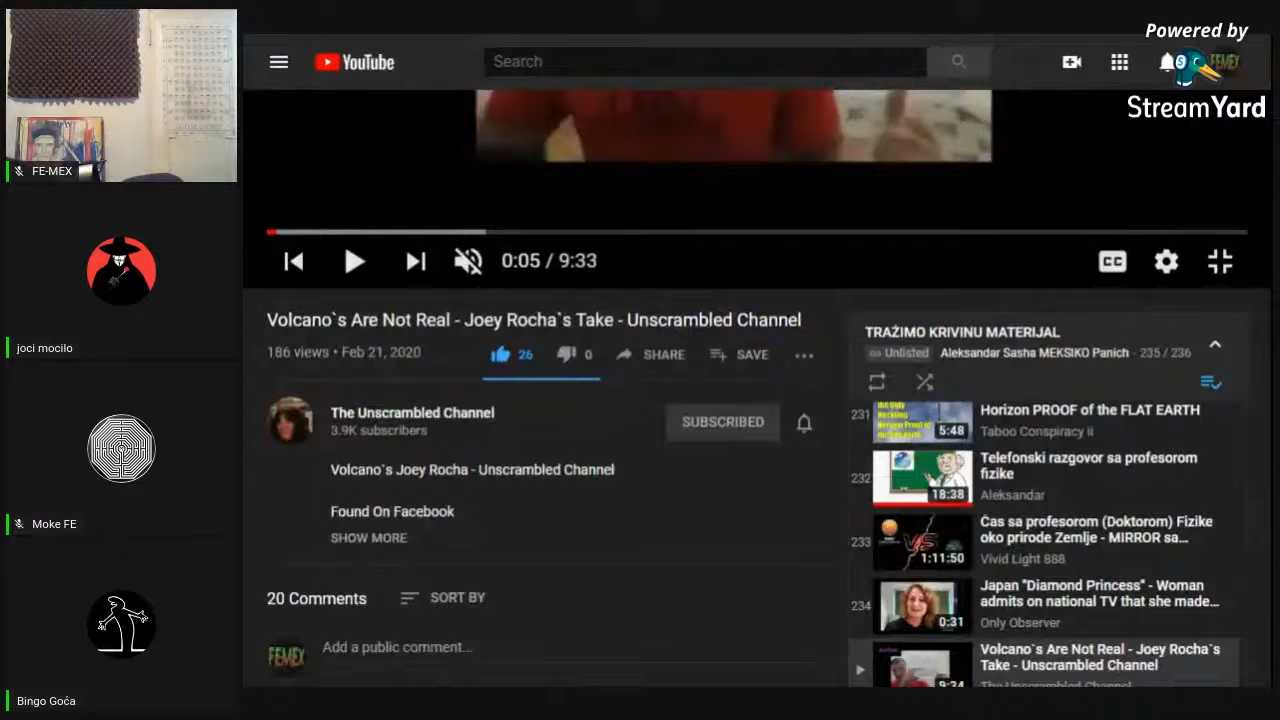 Powered by
StreamYard
YouTube
Search
FEMEX
FE-MEX
joci mocilo
Moke FE
Bingo Goća
0:05 / 9:33
CC
Volcano`s Are Not Real - Joey Rocha`s Take - Unscrambled Channel
186 views • Feb 21, 2020
26
0
SHARE
SAVE
The Unscrambled Channel
3.9K subscribers
SUBSCRIBED
Volcano`s Joey Rocha - Unscrambled Channel
Found On Facebook
SHOW MORE
20 Comments
SORT BY
FEMEX
Add a public comment...
TRAŽIMO KRIVINU MATERIJAL
Unlisted Aleksandar Sasha MEKSIKO Panich - 235 / 236
231
5:48
Horizon PROOF of the FLAT EARTH
Taboo Conspiracy ii
232
18:38
Telefonski razgovor sa profesorom
fizike
Aleksandar
233
VS
1:11:50
Čas sa profesorom (Doktorom) Fizike
oko prirode Zemlje - MIRROR sa...
Vivid Light 888
234
0:31
Japan "Diamond Princess" - Woman
admits on national TV that she made...
Only Observer
9:34
Volcano`s Are Not Real - Joey Rocha`s
Take - Unscrambled Channel
The Unscrambled Channel